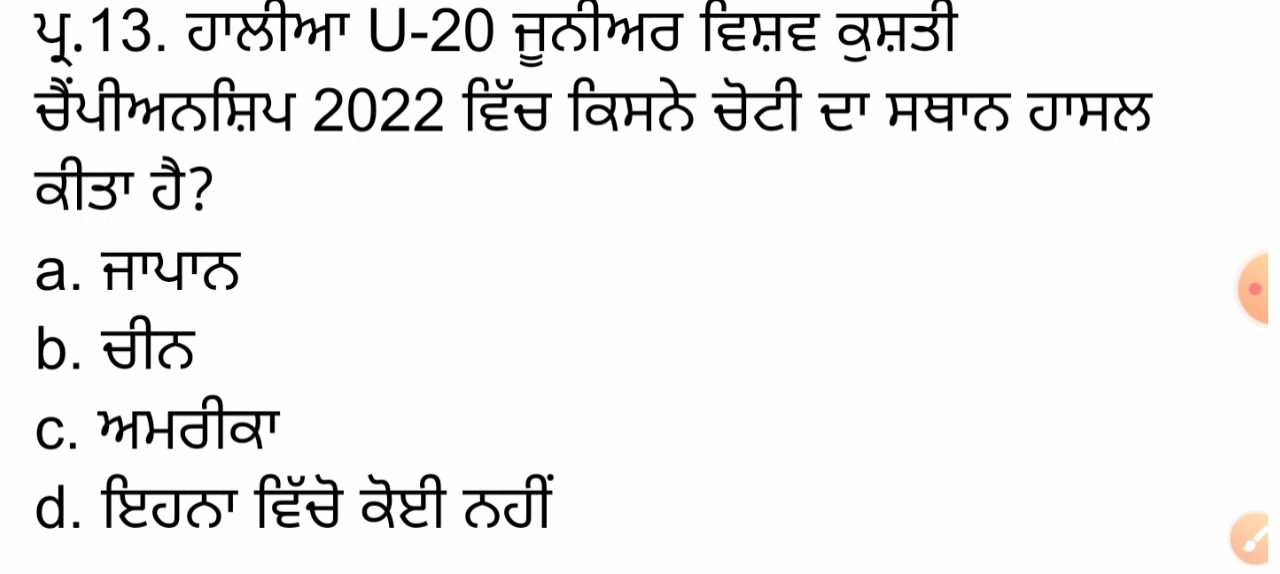 ਪ੍ਰ.13. ਹਾਲੀਆ U-20 ਜੂਨੀਅਰ ਵਿਸ਼ਵ ਕੁਸ਼ਤੀ
ਚੈਂਪੀਅਨਸ਼ਿਪ 2022 ਵਿੱਚ ਕਿਸਨੇ ਚੋਟੀ ਦਾ ਸਥਾਨ ਹਾਸਲ
ਕੀਤਾ ਹੈ?
a. ਜਾਪਾਨ
b. ਚੀਨ
c. ਅਮਰੀਕਾ
d. ਇਹਨਾ ਵਿੱਚੋ ਕੋਈ ਨਹੀਂ